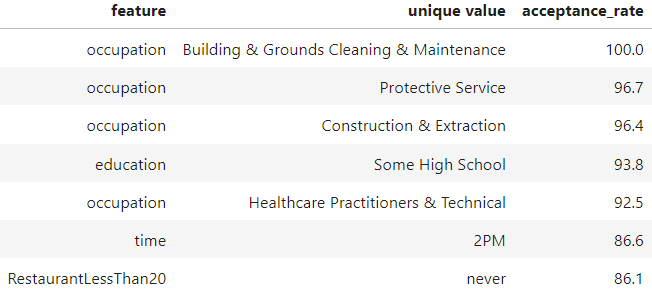 feature unique value acceptance_rate
occupation Building & Grounds Cleaning & Maintenance 100.0
occupation Protective Service 96.7
occupation Construction & Extraction 96.4
education Some High School 93.8
occupation Healthcare Practitioners & Technical 92.5
time 2PM 86.6
RestaurantLessThan20 never 86.1